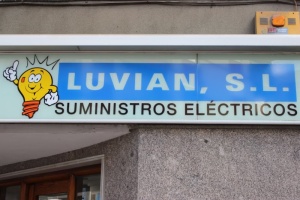 LUVIAN, S.L.
SUMINISTROS ELÉCTRICOS